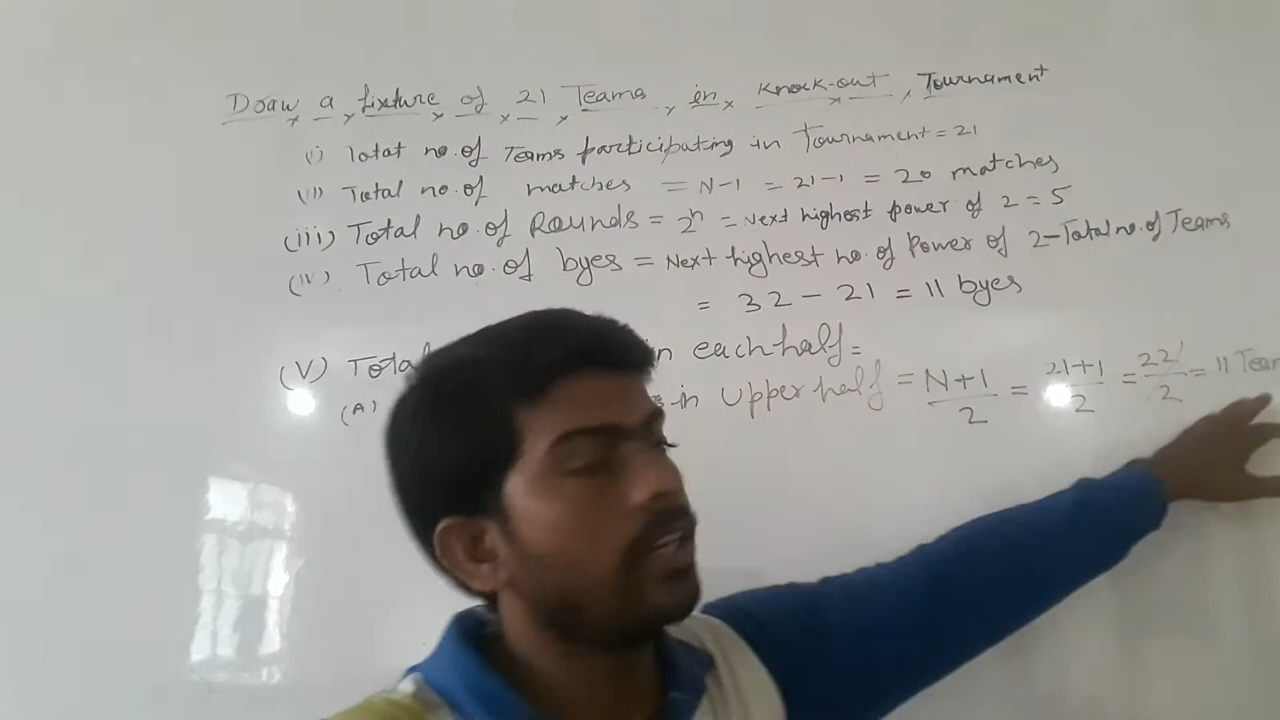 Draw a fixture of 21 Teams, in Knock-out, Tournament
(i) Totat no. of Teams participating in Tournament = 21
(ii) Total no. of matches = N-1 = 21-1 = 20 matches
(iii) Total no. of Rounds = 2ⁿ = Next highest power of 2 = 5
(iv) Total no. of byes = Next highest no. of Power of 2 - Total no. of Teams
= 32 - 21 = 11 byes
(V) Total in each half =
(A) in Upper half = N+1/2 = 21+1/2 = 22/2 = 11 Team